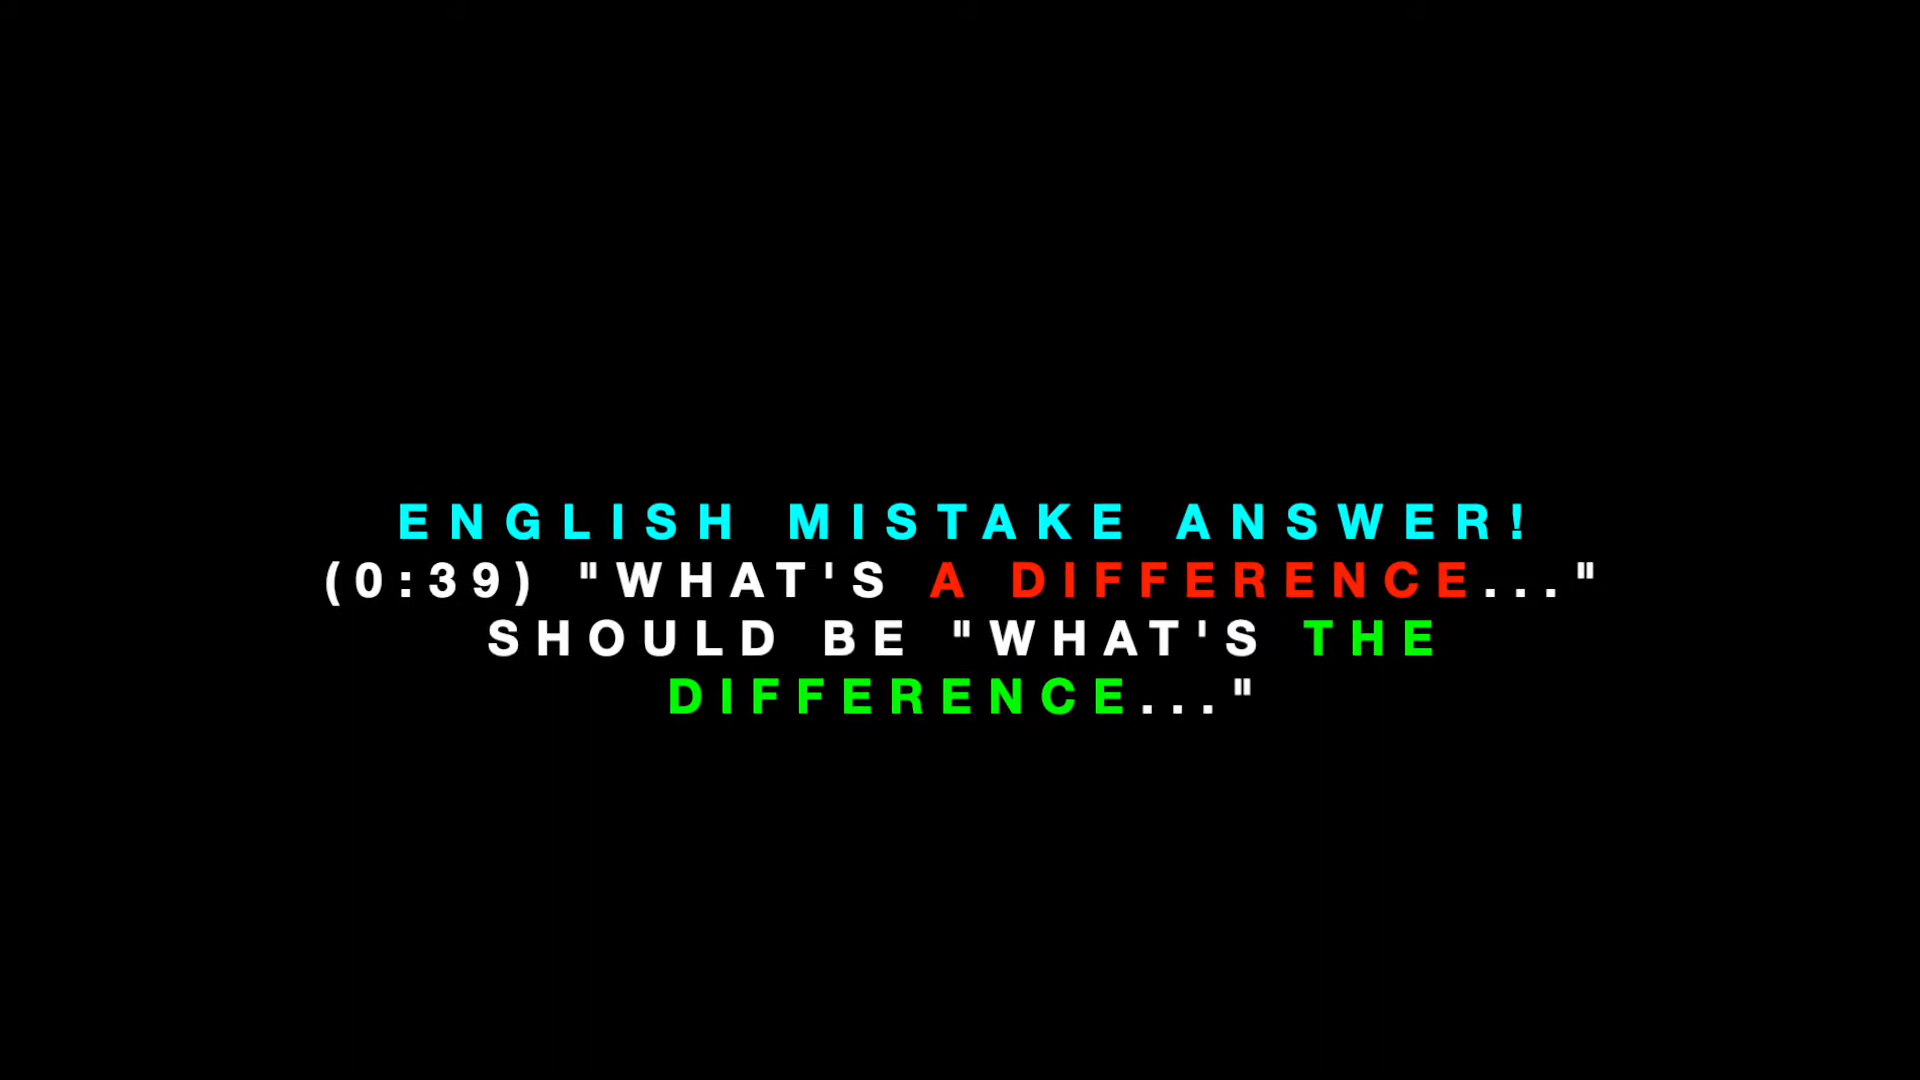 ENGLISH MISTAKE ANSWER!
(0:39) "WHAT'S A DIFFERENCE..."
SHOULD BE "WHAT'S THE
DIFFERENCE..."